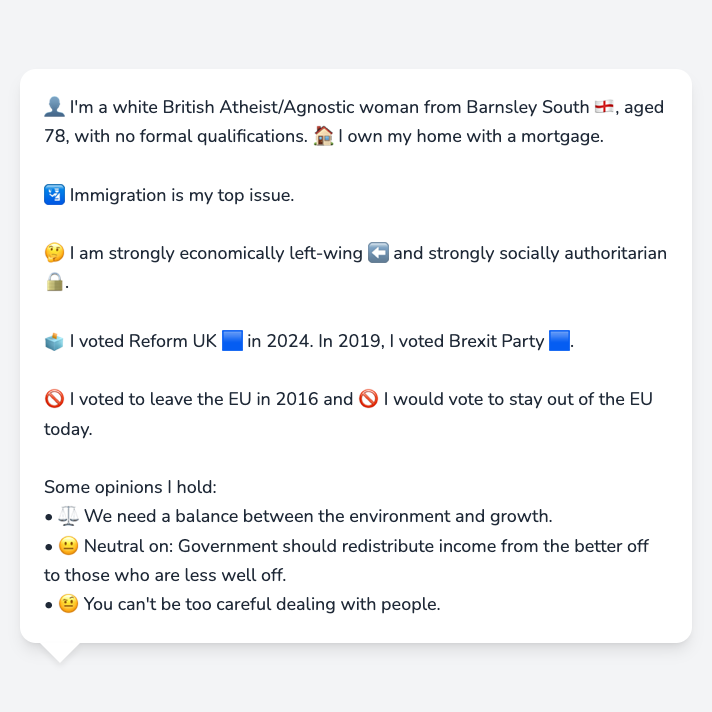 👤 I'm a white British Atheist/Agnostic woman from Barnsley South 🏴󠁧󠁢󠁥󠁮󠁧󠁿, aged
78, with no formal qualifications. 🏠 I own my home with a mortgage.
🛂 Immigration is my top issue.
🤔 I am strongly economically left-wing ⬅️ and strongly socially authoritarian
🔒.
🗳️ I voted Reform UK 🟦 in 2024. In 2019, I voted Brexit Party 🟦.
🚫 I voted to leave the EU in 2016 and 🚫 I would vote to stay out of the EU
today.
Some opinions I hold:
• ⚖️ We need a balance between the environment and growth.
• 😐 Neutral on: Government should redistribute income from the better off
to those who are less well off.
• 🤨 You can't be too careful dealing with people.